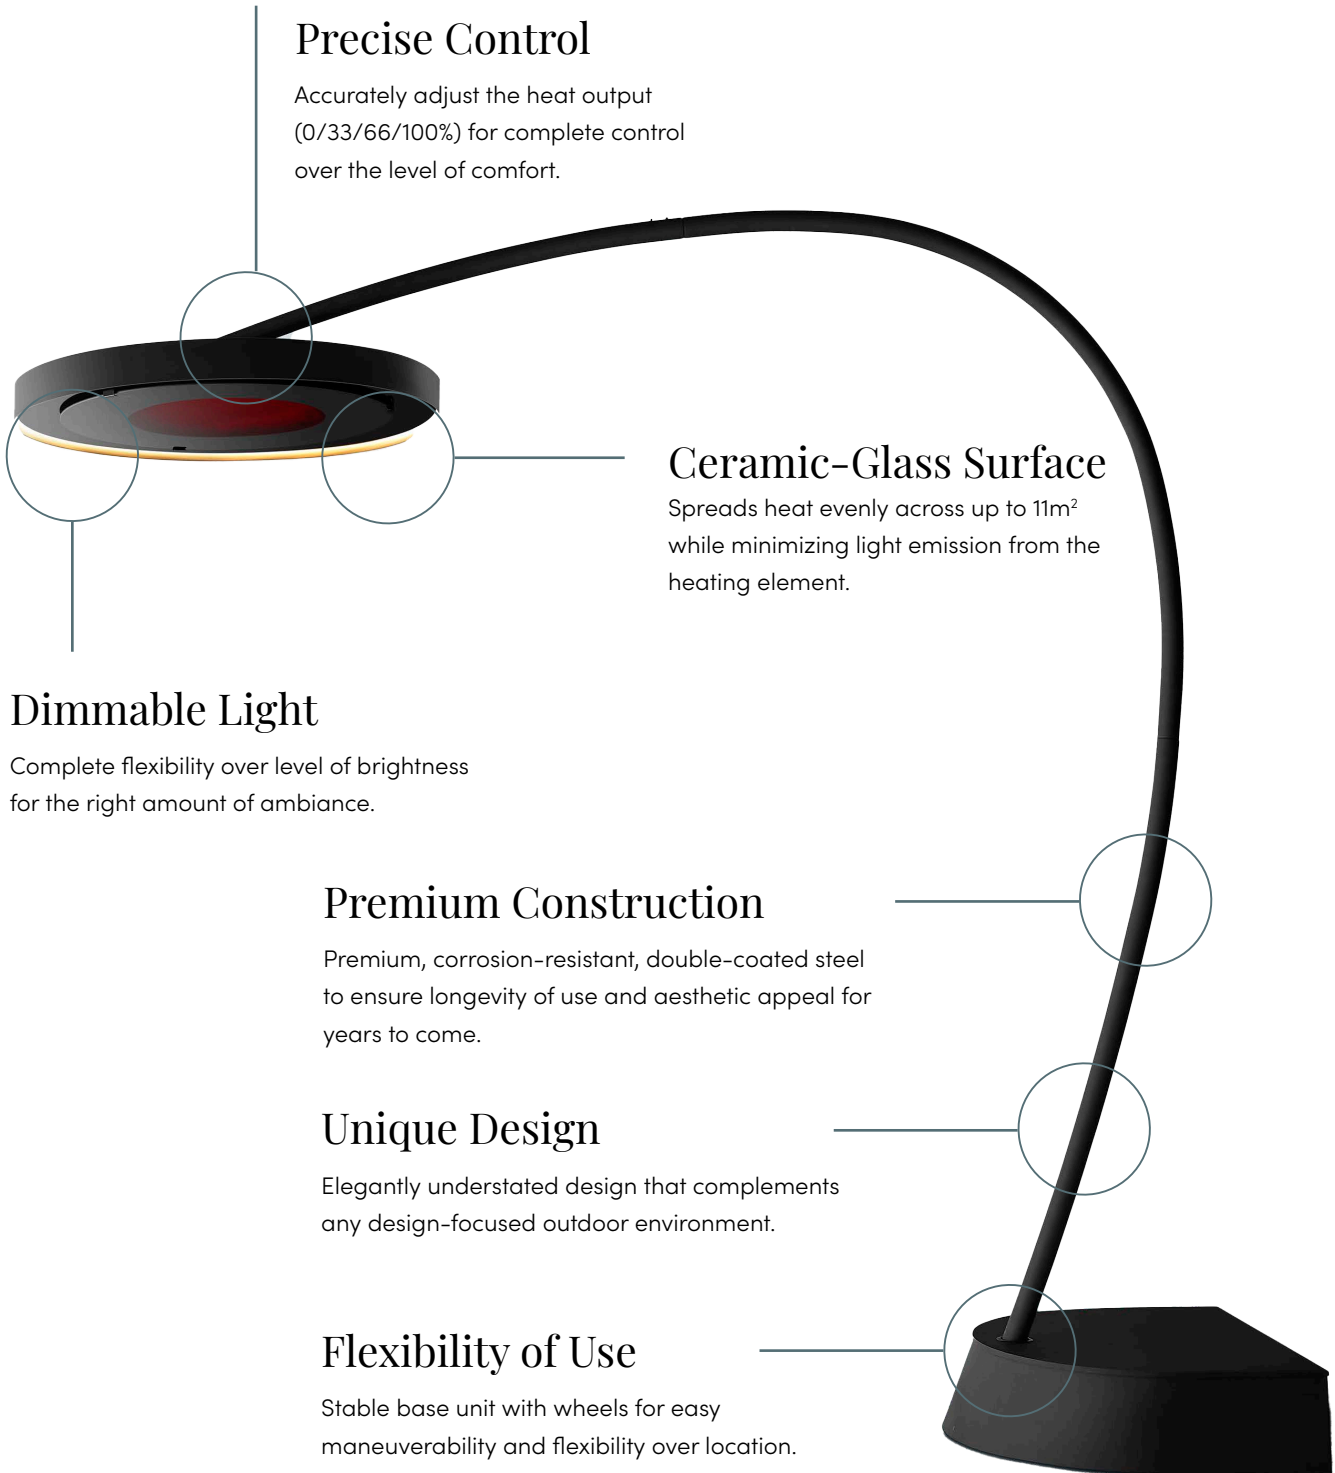 Precise Control
Accurately adjust the heat output
(0/33/66/100%) for complete control
over the level of comfort.
Ceramic-Glass Surface
Spreads heat evenly across up to 11m²
while minimizing light emission from the
heating element.
Dimmable Light
Complete flexibility over level of brightness
for the right amount of ambiance.
Premium Construction
Premium, corrosion-resistant, double-coated steel
to ensure longevity of use and aesthetic appeal for
years to come.
Unique Design
Elegantly understated design that complements
any design-focused outdoor environment.
Flexibility of Use
Stable base unit with wheels for easy
maneuverability and flexibility over location.